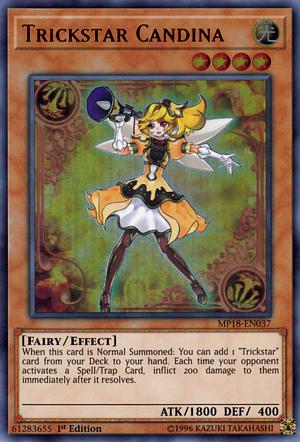 TRICKSTAR CANDINA
光
MP18-EN037
[FAIRY/EFFECT]
When this card is Normal Summoned: You can add 1 "Trickstar"
card from your Deck to your hand. Each time your opponent
activates a Spell/Trap Card, inflict 200 damage to them
immediately after it resolves.
ATK/1800 DEF/ 400
61283655 1st Edition ©1996 KAZUKI TAKAHASHI